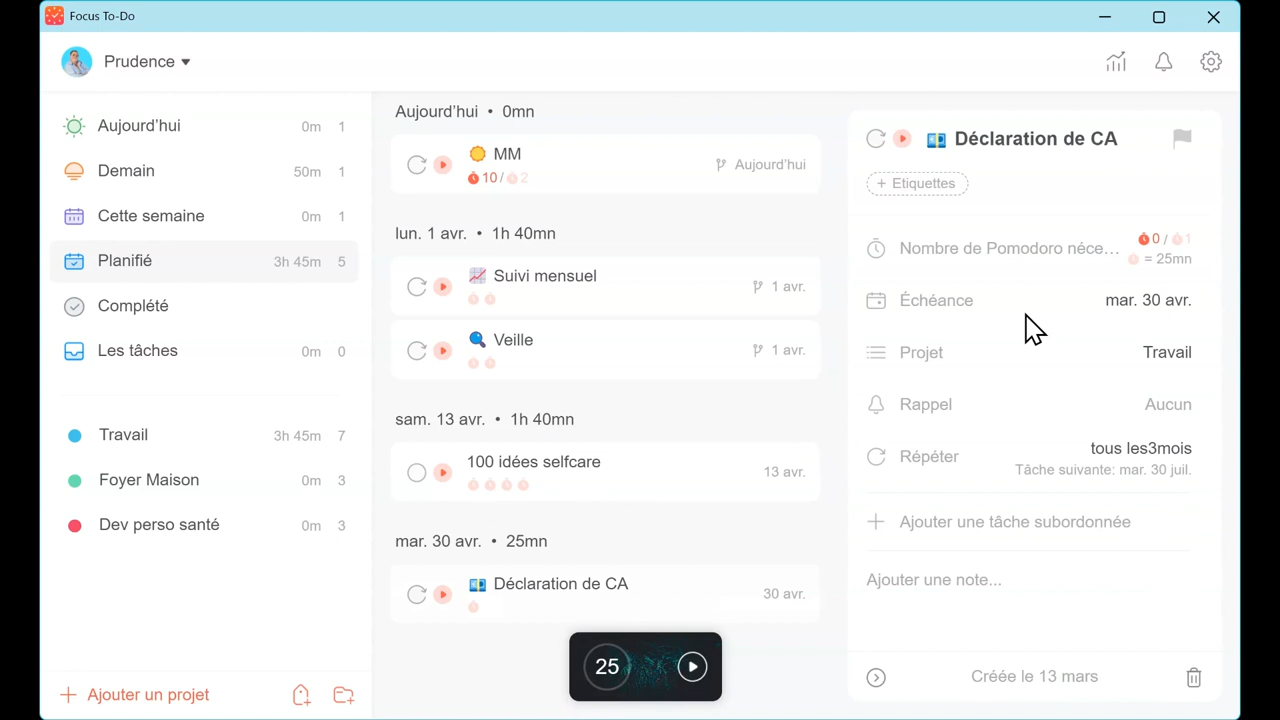 Focus To-Do
Prudence
Aujourd'hui 0m 1
Demain 50m 1
Cette semaine 0m 1
Planifié 3h 45m 5
Complété
Les tâches 0m 0
Travail 3h 45m 7
Foyer Maison 0m 3
Dev perso santé 0m 3
Ajouter un projet
Aujourd'hui • 0mn
MM
10 / 2
Aujourd'hui
lun. 1 avr. • 1h 40mn
Suivi mensuel
1 avr.
Veille
1 avr.
sam. 13 avr. • 1h 40mn
100 idées selfcare
13 avr.
mar. 30 avr. • 25mn
Déclaration de CA
30 avr.
25
Déclaration de CA
+ Etiquettes
Nombre de Pomodoro néce... 0 / 1
= 25mn
Échéance mar. 30 avr.
Projet Travail
Rappel Aucun
Répéter tous les3mois
Tâche suivante: mar. 30 juil.
Ajouter une tâche subordonnée
Ajouter une note...
Créée le 13 mars